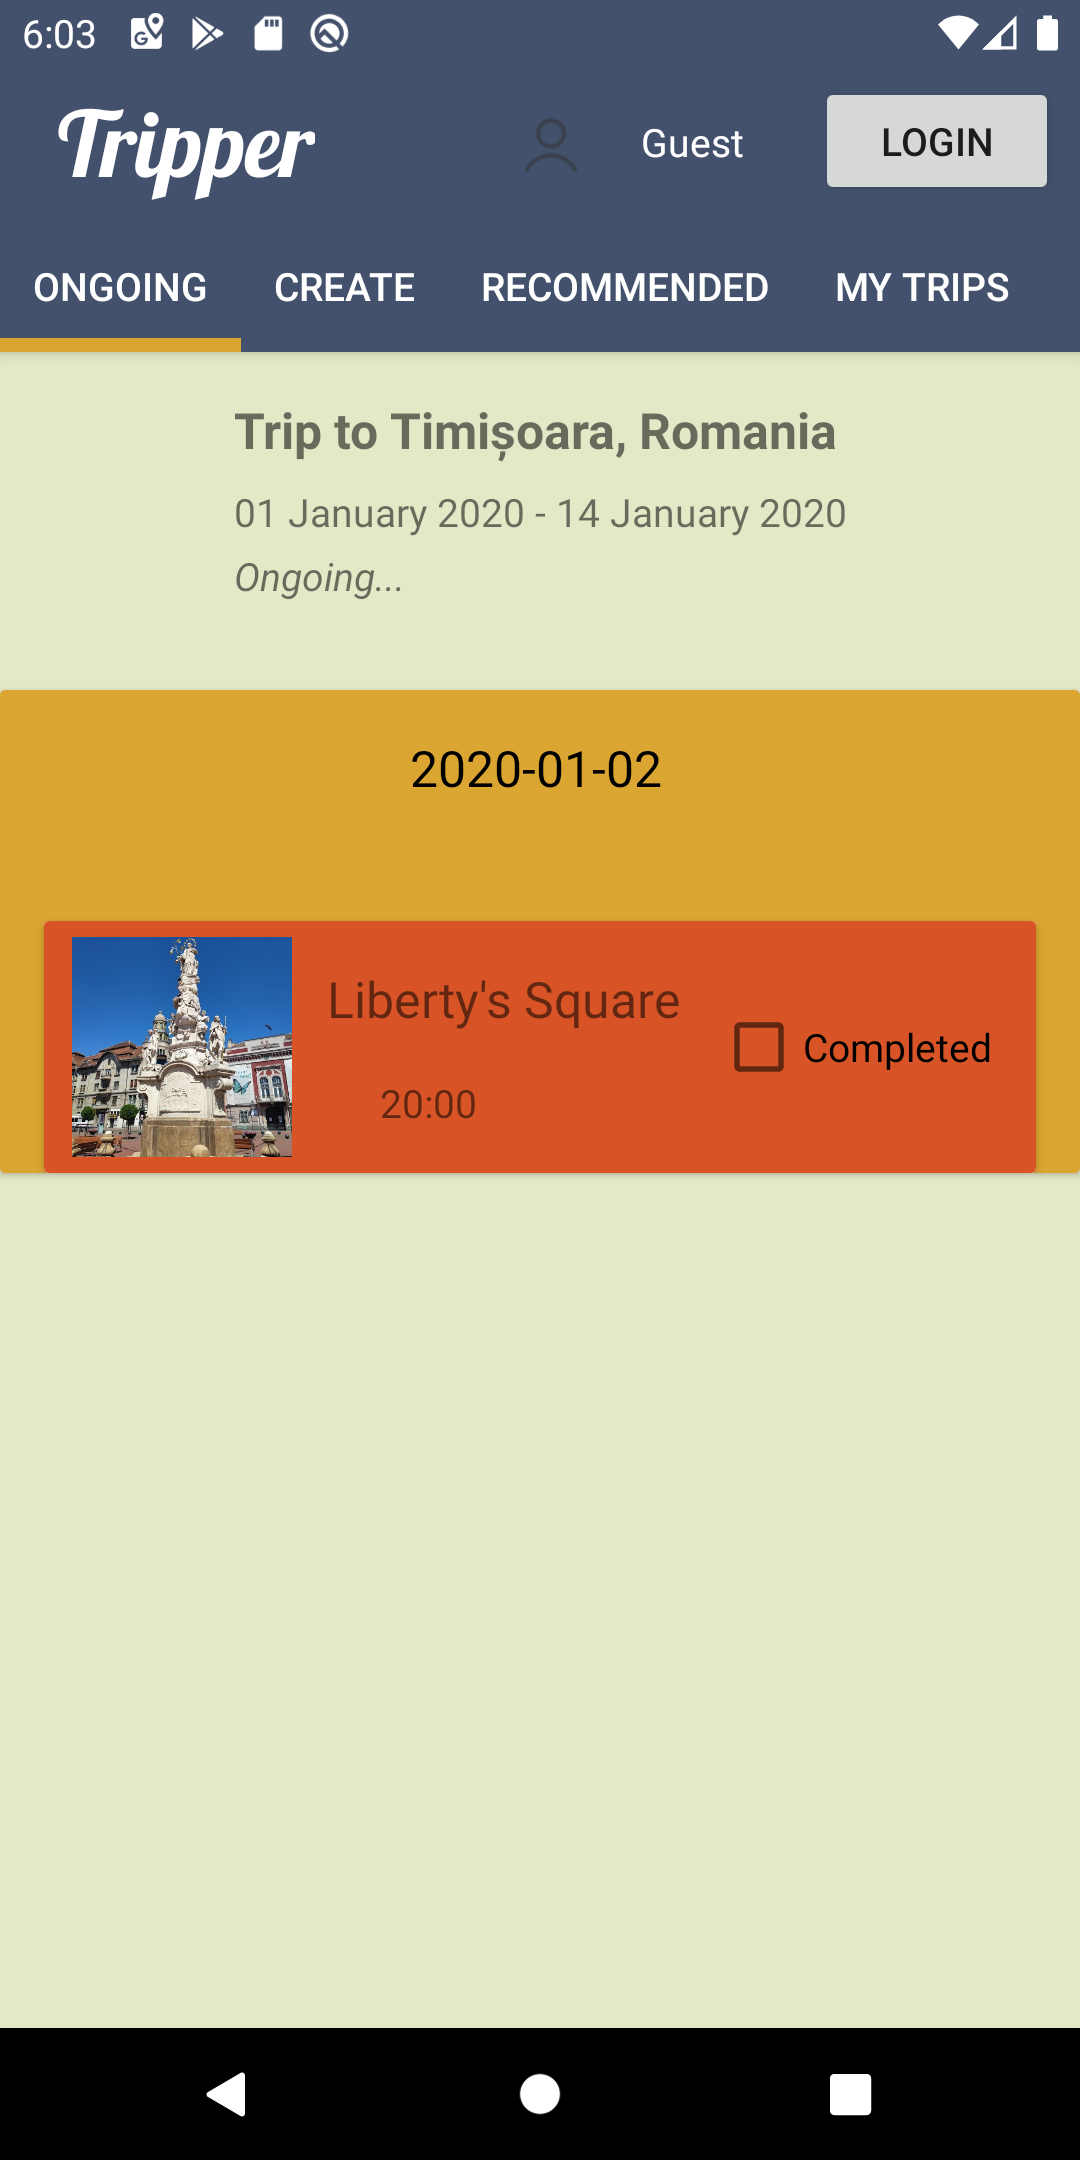 6:03
Tripper
Guest
LOGIN
ONGOING
CREATE
RECOMMENDED
MY TRIPS
Trip to Timișoara, Romania
01 January 2020 - 14 January 2020
Ongoing...
2020-01-02
Liberty's Square
Completed
20:00